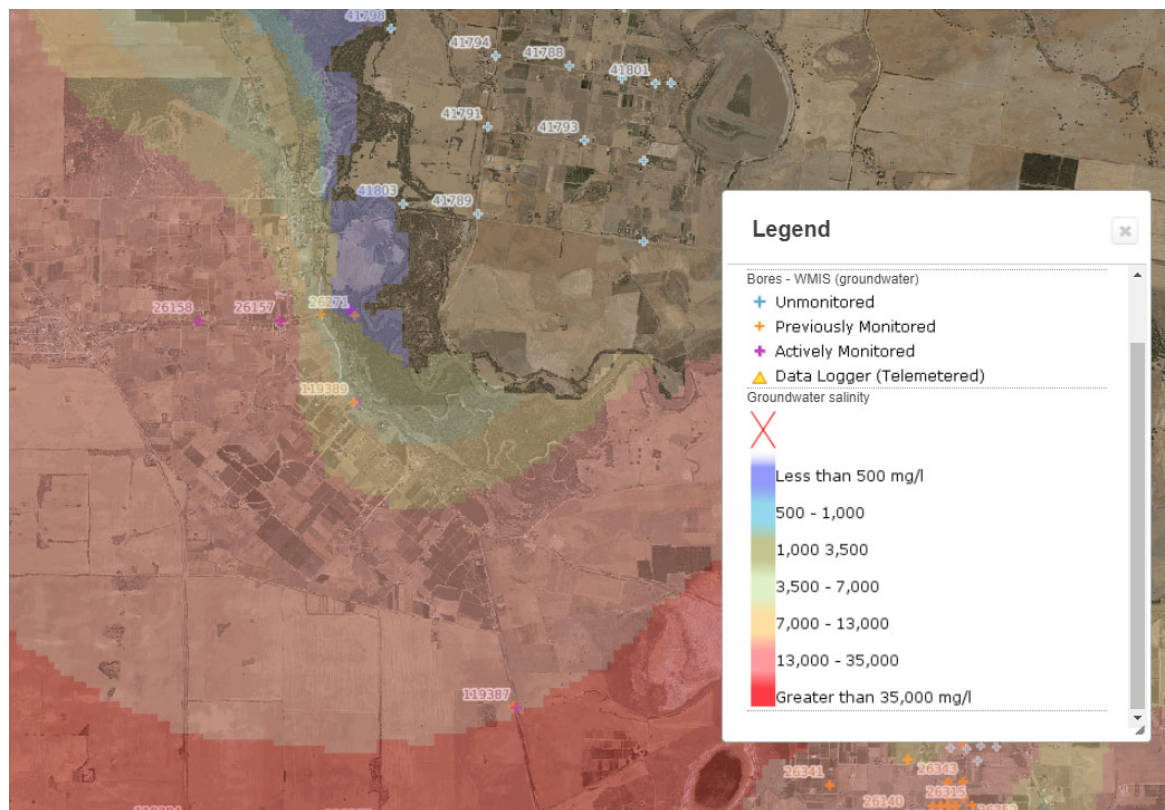 41798
41794
41788
41801
41791
41793
41803
41789
26158
26157
26271
119389
119387
26341
26343
26315
26140
Legend
Bores - WMIS (groundwater)
Unmonitored
Previously Monitored
Actively Monitored
Data Logger (Telemetered)
Groundwater salinity
Less than 500 mg/l
500 - 1,000
1,000 3,500
3,500 - 7,000
7,000 - 13,000
13,000 - 35,000
Greater than 35,000 mg/l